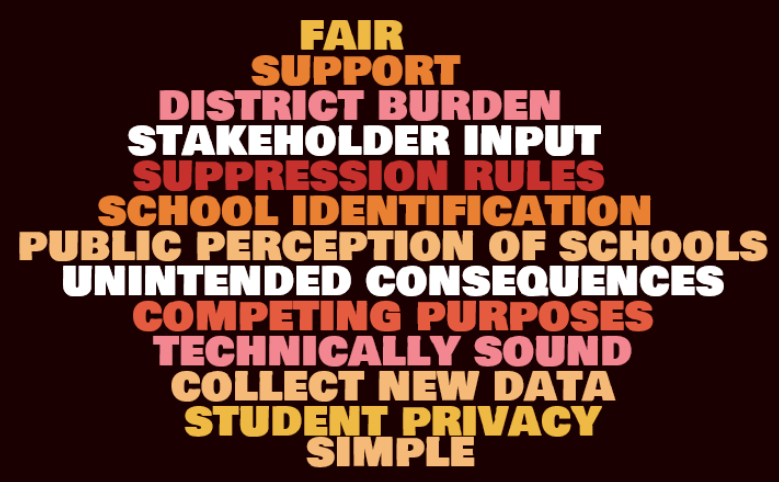 FAIR
SUPPORT
DISTRICT BURDEN
STAKEHOLDER INPUT
SUPPRESSION RULES
SCHOOL IDENTIFICATION
PUBLIC PERCEPTION OF SCHOOLS
UNINTENDED CONSEQUENCES
COMPETING PURPOSES
TECHNICALLY SOUND
COLLECT NEW DATA
STUDENT PRIVACY
SIMPLE